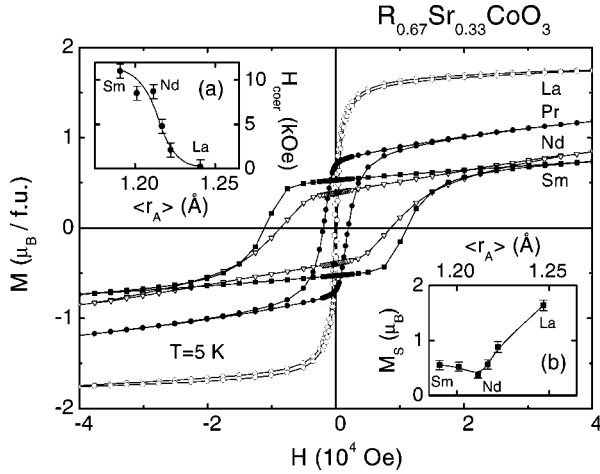 R0.67Sr0.33CoO3
M (μB / f.u.)
2
1
0
-1
-2
-4
-2
0
2
4
H (10⁴ Oe)
La
Pr
Nd
Sm
T=5 K
(a)
Sm
Nd
La
10
5
0
Hcoer (kOe)
1.20
1.25
<rA> (Å)
<rA> (Å)
1.20
1.25
MS (μB)
2
1
0
Sm
Nd
La
(b)